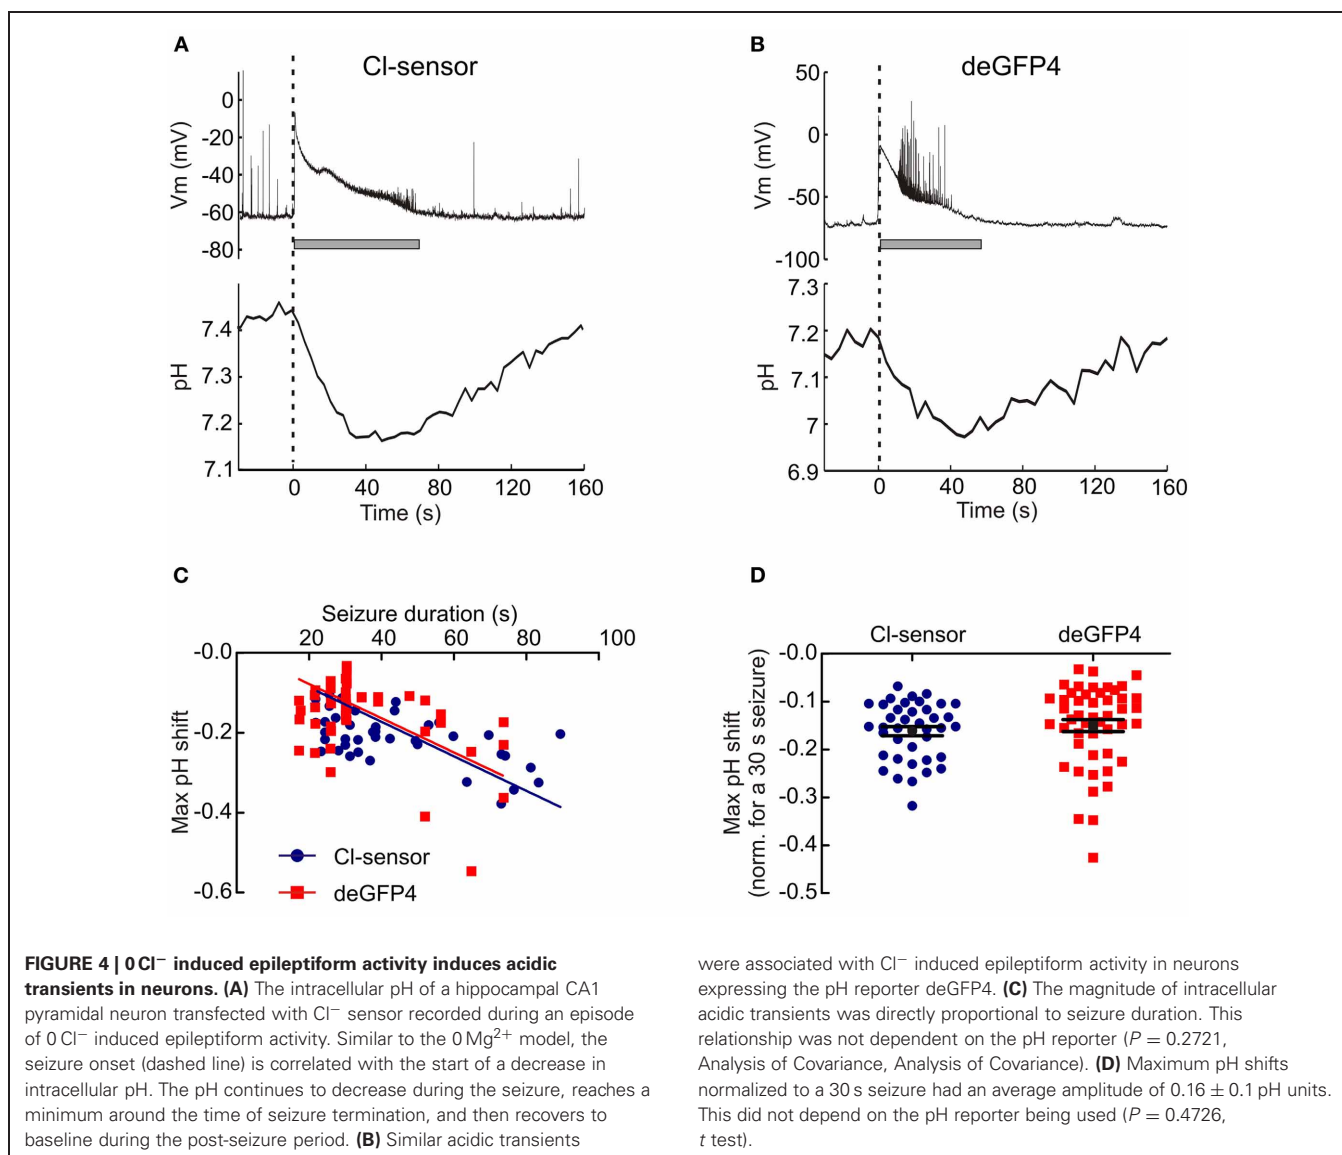 A
Cl-sensor
0
-20
-40
-60
-80
Vm (mV)
7.4
7.3
7.2
7.1
pH
0 40 80 120 160
Time (s)
B
deGFP4
50
0
-50
-100
Vm (mV)
7.3
7.2
7.1
7
6.9
pH
0 40 80 120 160
Time (s)
C
Seizure duration (s)
20 40 60 80 100
-0.0
-0.2
-0.4
-0.6
Max pH shift
Cl-sensor
deGFP4
D
Cl-sensor deGFP4
-0.0
-0.1
-0.2
-0.3
-0.4
-0.5
Max pH shift
(norm. for a 30 s seizure)
FIGURE 4 | 0 Cl⁻ induced epileptiform activity induces acidic
transients in neurons. (A) The intracellular pH of a hippocampal CA1
pyramidal neuron transfected with Cl⁻ sensor recorded during an episode
of 0 Cl⁻ induced epileptiform activity. Similar to the 0 Mg²⁺ model, the
seizure onset (dashed line) is correlated with the start of a decrease in
intracellular pH. The pH continues to decrease during the seizure, reaches a
minimum around the time of seizure termination, and then recovers to
baseline during the post-seizure period. (B) Similar acidic transients
were associated with Cl⁻ induced epileptiform activity in neurons
expressing the pH reporter deGFP4. (C) The magnitude of intracellular
acidic transients was directly proportional to seizure duration. This
relationship was not dependent on the pH reporter (P = 0.2721,
Analysis of Covariance, Analysis of Covariance). (D) Maximum pH shifts
normalized to a 30 s seizure had an average amplitude of 0.16 ± 0.1 pH units.
This did not depend on the pH reporter being used (P = 0.4726,
t test).